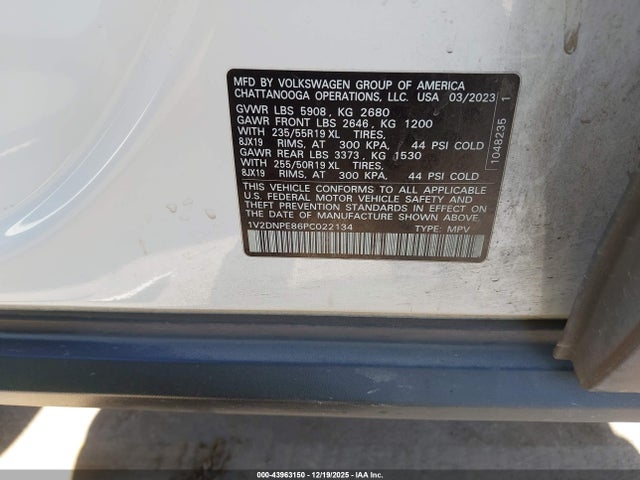 MFD BY VOLKSWAGEN GROUP OF AMERICA
CHATTANOOGA OPERATIONS, LLC. USA 03/2023
GVWR LBS 5908 , KG 2680
GAWR FRONT LBS 2646 , KG 1200
WITH 235/55R19 XL TIRES,
8JX19 RIMS, AT 300 KPA, 44 PSI COLD
GAWR REAR LBS 3373 , KG 1530
WITH 255/50R19 XL TIRES,
8JX19 RIMS, AT 300 KPA, 44 PSI COLD
THIS VEHICLE CONFORMS TO ALL APPLICABLE
U.S. FEDERAL MOTOR VEHICLE SAFETY AND
THEFT PREVENTION STANDARDS IN EFFECT ON
THE DATE OF MANUFACTURE SHOWN ABOVE.
1V2DNPE86PC022134 TYPE: MPV
1048235 1
000-43963150 - 12/19/2025 - IAA Inc.